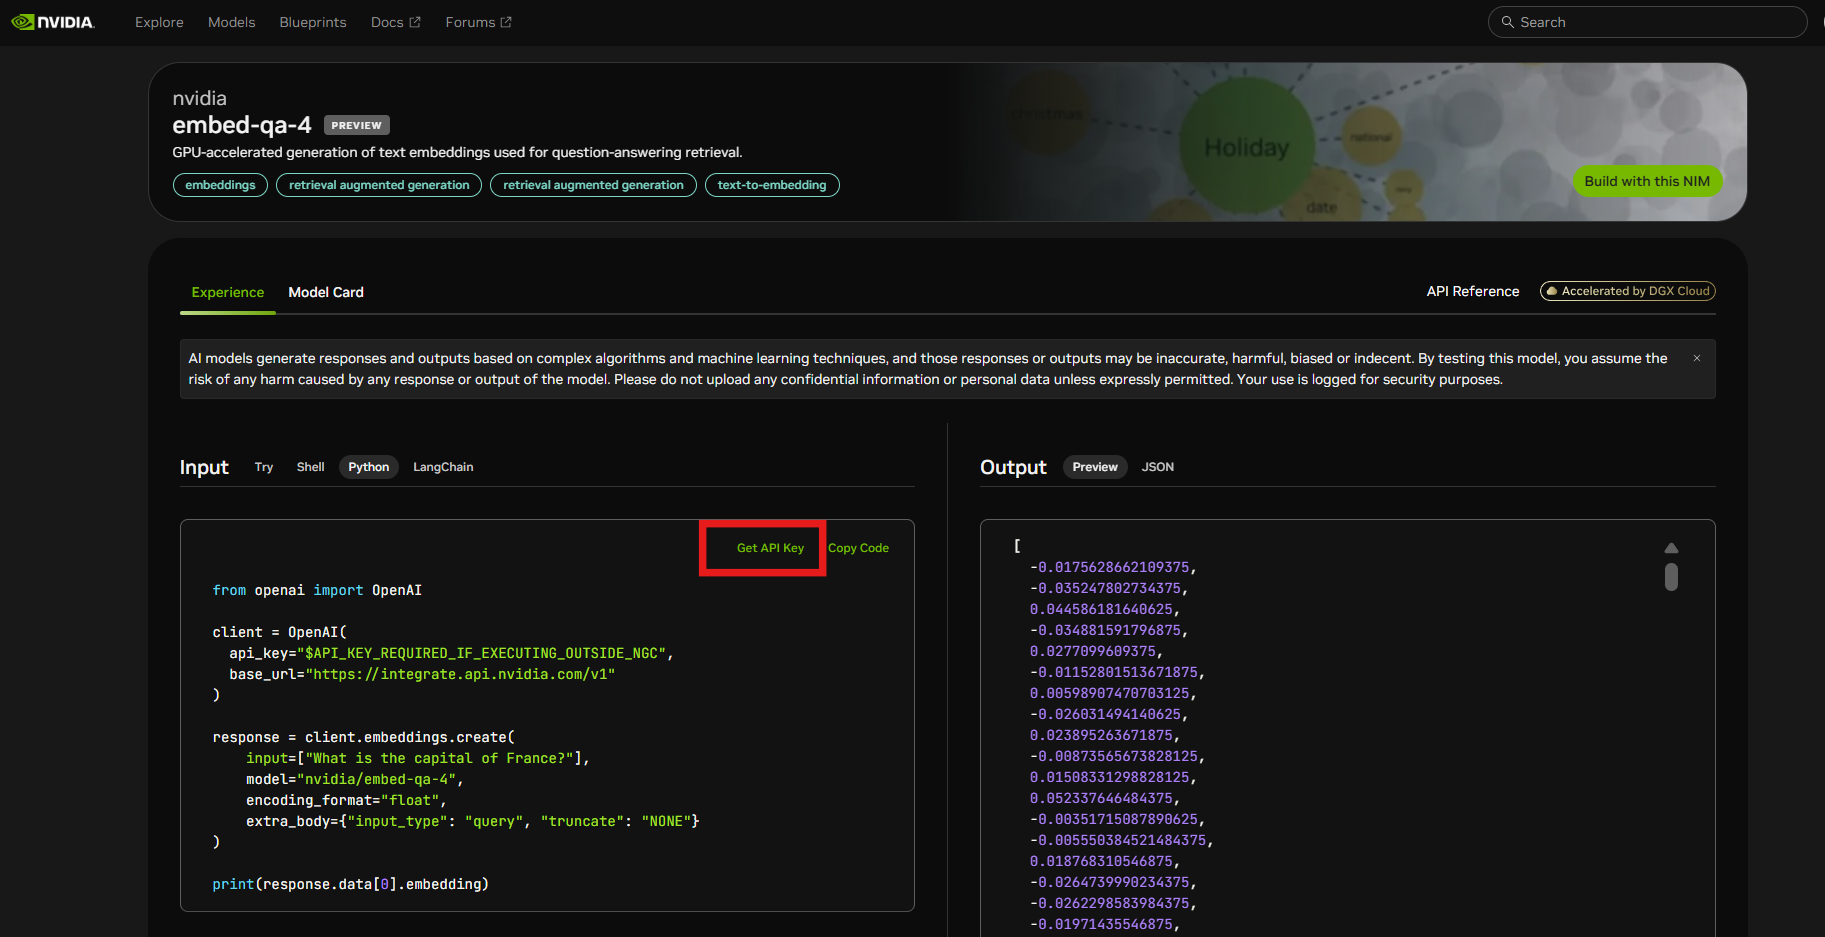 NVIDIA.
Explore Models Blueprints Docs Forums
Search
nvidia
embed-qa-4 PREVIEW
GPU-accelerated generation of text embeddings used for question-answering retrieval.
embeddings retrieval augmented generation retrieval augmented generation text-to-embedding
christmas
Holiday
national
date
Build with this NIM
Experience Model Card
API Reference Accelerated by DGX Cloud
AI models generate responses and outputs based on complex algorithms and machine learning techniques, and those responses or outputs may be inaccurate, harmful, biased or indecent. By testing this model, you assume the
risk of any harm caused by any response or output of the model. Please do not upload any confidential information or personal data unless expressly permitted. Your use is logged for security purposes.
Input Try Shell Python LangChain
Get API Key Copy Code
from openai import OpenAI
client = OpenAI(
api_key="$API_KEY_REQUIRED_IF_EXECUTING_OUTSIDE_NGC",
base_url="https://integrate.api.nvidia.com/v1"
)
response = client.embeddings.create(
input=["What is the capital of France?"],
model="nvidia/embed-qa-4",
encoding_format="float",
extra_body={"input_type": "query", "truncate": "NONE"}
)
print(response.data[0].embedding)
Output Preview JSON
[
-0.0175628662109375,
-0.035247802734375,
0.044586181640625,
-0.034881591796875,
0.0277099609375,
-0.01152801513671875,
0.00598907470703125,
-0.026031494140625,
0.023895263671875,
-0.00873565673828125,
0.01508331298828125,
0.052337646484375,
-0.00351715087890625,
-0.005550384521484375,
0.018768310546875,
-0.0264739990234375,
-0.0262298583984375,
-0.01971435546875,